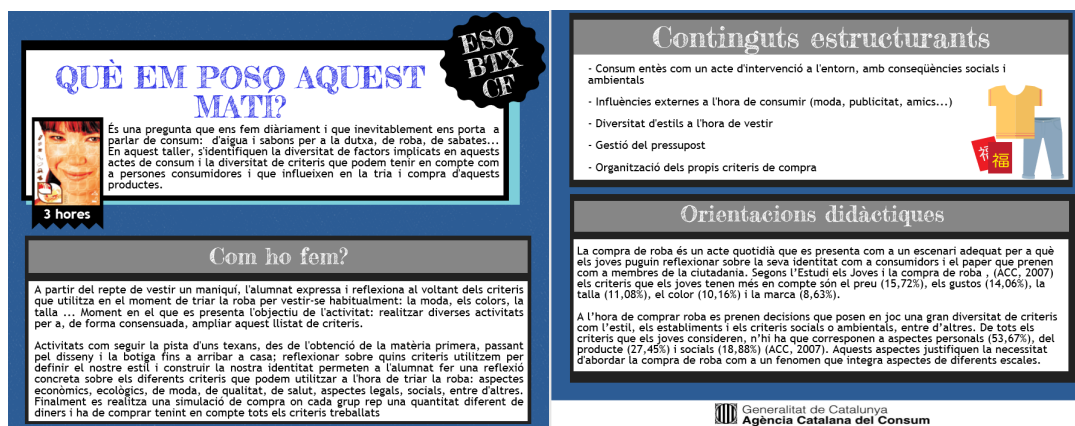 ESO
BTX
CF
QUÈ EM POSO AQUEST
MATÍ?
És una pregunta que ens fem diàriament i que inevitablement ens porta a
parlar de consum: d'aigua i sabons per a la dutxa, de roba, de sabates...
En aquest taller, s'identifiquen la diversitat de factors implicats en aquests
actes de consum i la diversitat de criteris que podem tenir en compte com
a persones consumidores i que influeixen en la tria i compra d'aquests
productes.
3 hores
Com ho fem?
A partir del repte de vestir un maniquí, l'alumnat expressa i reflexiona al voltant dels criteris
que utilitza en el moment de triar la roba per vestir-se habitualment: la moda, els colors, la
talla ... Moment en el que es presenta l'objectiu de l'activitat: realitzar diverses activitats
per a, de forma consensuada, ampliar aquest llistat de criteris.
Activitats com seguir la pista d'uns texans, des de l'obtenció de la matèria primera, passant
pel disseny i la botiga fins a arribar a casa; reflexionar sobre quins criteris utilitzem per
definir el nostre estil i construir la nostra identitat permeten a l'alumnat fer una reflexió
concreta sobre els diferents criteris que podem utilitzar a l'hora de triar la roba: aspectes
econòmics, ecològics, de moda, de qualitat, de salut, aspectes legals, socials, entre d'altres.
Finalment es realitza una simulació de compra on cada grup rep una quantitat diferent de
diners i ha de comprar tenint en compte tots els criteris treballats
Continguts estructurants
- Consum entès com un acte d'intervenció a l'entorn, amb conseqüències socials i
ambientals
- Influències externes a l'hora de consumir (moda, publicitat, amics...)
- Diversitat d'estils a l'hora de vestir
- Gestió del pressupost
- Organització dels propis criteris de compra
福
福
Orientacions didàctiques
La compra de roba és un acte quotidià que es presenta com a un escenari adequat per a què
els joves puguin reflexionar sobre la seva identitat com a consumidors i el paper que prenen
com a membres de la ciutadania. Segons l’Estudi els Joves i la compra de roba , (ACC, 2007)
els criteris que els joves tenen més en compte són el preu (15,72%), els gustos (14,06%), la
talla (11,08%), el color (10,16%) i la marca (8,63%).
A l’hora de comprar roba es prenen decisions que posen en joc una gran diversitat de criteris
com l’estil, els establiments i els criteris socials o ambientals, entre d’altres. De tots els
criteris que els joves consideren, n’hi ha que corresponen a aspectes personals (53,67%), del
producte (27,45%) i socials (18,88%) (ACC, 2007). Aquests aspectes justifiquen la necessitat
d'abordar la compra de roba com a un fenomen que integra aspectes de diferents escales.
Generalitat de Catalunya
Agència Catalana del Consum